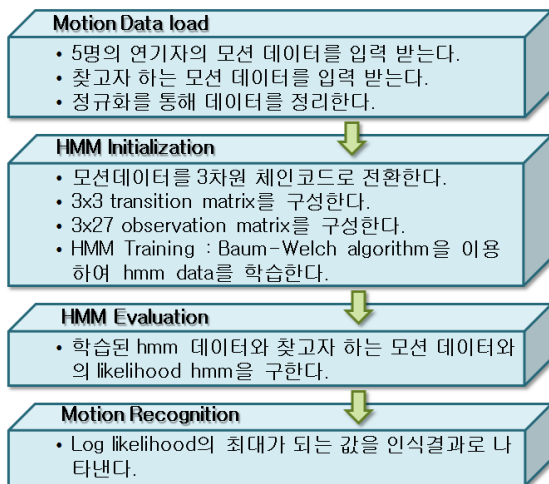 Motion Data load
• 5명의 연기자의 모션 데이터를 입력 받는다.
• 찾고자 하는 모션 데이터를 입력 받는다.
• 정규화를 통해 데이터를 정리한다.
HMM Initialization
• 모션데이터를 3차원 체인코드로 전환한다.
• 3x3 transition matrix를 구성한다.
• 3x27 observation matrix를 구성한다.
• HMM Training : Baum-Welch algorithm을 이용
하여 hmm data를 학습한다.
HMM Evaluation
• 학습된 hmm 데이터와 찾고자 하는 모션 데이터와
의 likelihood hmm을 구한다.
Motion Recognition
• Log likelihood의 최대가 되는 값을 인식결과로 나
타낸다.